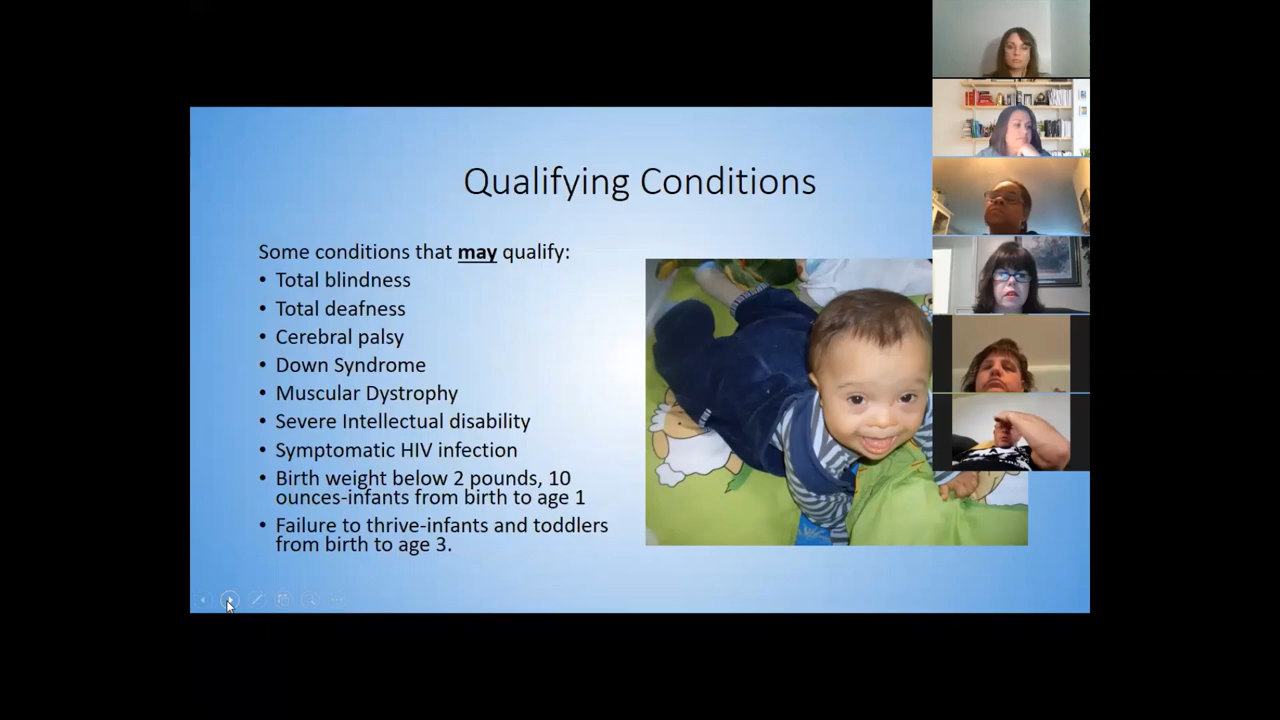 Qualifying Conditions
Some conditions that may qualify:
• Total blindness
• Total deafness
• Cerebral palsy
• Down Syndrome
• Muscular Dystrophy
• Severe Intellectual disability
• Symptomatic HIV infection
• Birth weight below 2 pounds, 10
ounces-infants from birth to age 1
• Failure to thrive-infants and toddlers
from birth to age 3.